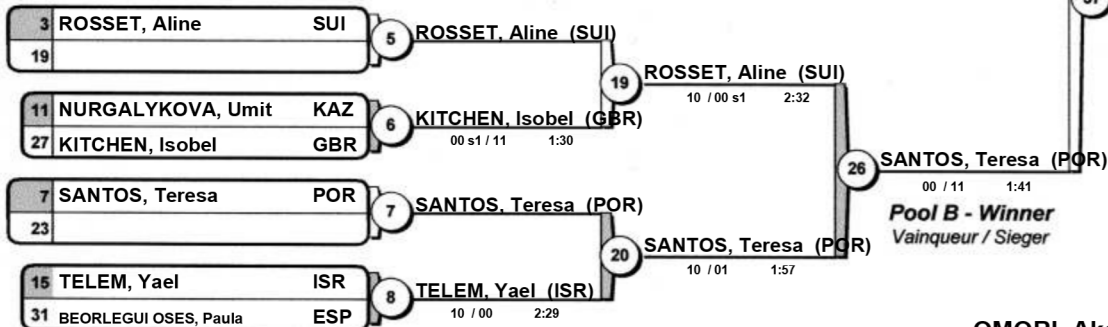 3 ROSSET, Aline SUI
19
5 ROSSET, Aline (SUI)
11 NURGALYKOVA, Umit KAZ
27 KITCHEN, Isobel GBR
6 KITCHEN, Isobel (GBR)
00 s1 / 11 1:30
19 ROSSET, Aline (SUI)
10 / 00 s1 2:32
7 SANTOS, Teresa POR
23
7 SANTOS, Teresa (POR)
15 TELEM, Yael ISR
31 BEORLEGUI OSES, Paula ESP
8 TELEM, Yael (ISR)
10 / 00 2:29
20 SANTOS, Teresa (POR)
10 / 01 1:57
26 SANTOS, Teresa (POR)
00 / 11 1:41
Pool B - Winner
Vainqueur / Sieger